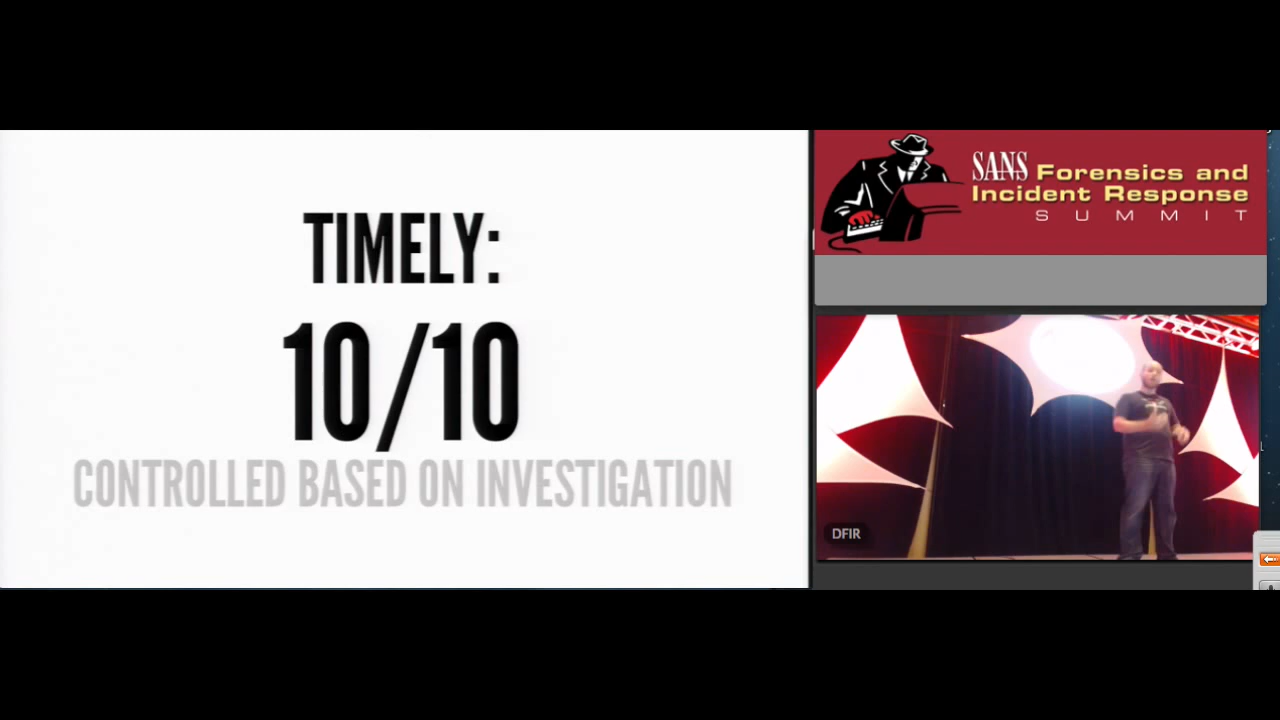 TIMELY:
10/10
CONTROLLED BASED ON INVESTIGATION
SANS Forensics and
Incident Response
SUMMIT
DFIR